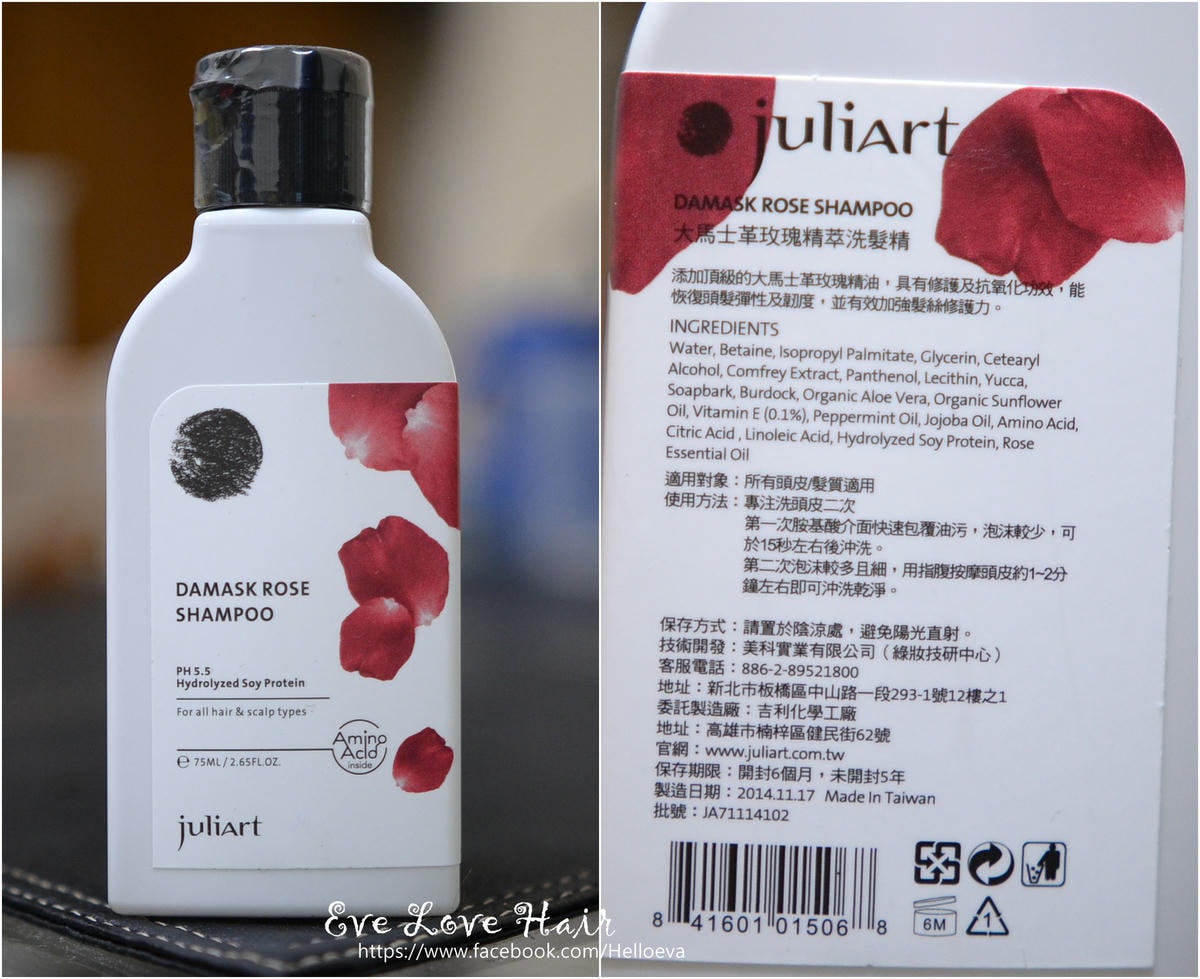 DAMASK ROSE
SHAMPOO
PH 5.5
Hydrolyzed Soy Protein
For all hair & scalp types
Amino
Acid
inside
℮ 75ML / 2.65FL.OZ.
juliart
juliart
DAMASK ROSE SHAMPOO
大馬士革玫瑰精萃洗髮精
添加頂級的大馬士革玫瑰精油，具有修護及抗氧化功效，能
恢復頭髮彈性及韌度，並有效加強髮絲修護力。
INGREDIENTS
Water, Betaine, Isopropyl Palmitate, Glycerin, Cetearyl
Alcohol, Comfrey Extract, Panthenol, Lecithin, Yucca,
Soapbark, Burdock, Organic Aloe Vera, Organic Sunflower
Oil, Vitamin E (0.1%), Peppermint Oil, Jojoba Oil, Amino Acid,
Citric Acid , Linoleic Acid, Hydrolyzed Soy Protein, Rose
Essential Oil
適用對象：所有頭皮/髮質適用
使用方法：專注洗頭皮二次
第一次胺基酸介面快速包覆油污，泡沫較少，可
於15秒左右後沖洗。
第二次泡沫較多且細，用指腹按摩頭皮約1~2分
鐘左右即可沖洗乾淨。
保存方式：請置於陰涼處，避免陽光直射。
技術開發：美科實業有限公司（綠妝技研中心）
客服電話：886-2-89521800
地址：新北市板橋區中山路一段293-1號12樓之1
委託製造廠：吉利化學工廠
地址：高雄市楠梓區健民街62號
官網：www.juliart.com.tw
保存期限：開封6個月，未開封5年
製造日期：2014.11.17 Made In Taiwan
批號：JA71114102
8 41601 01506 8
6M
1
Eve Love Hair
https://www.facebook.com/Helloeva